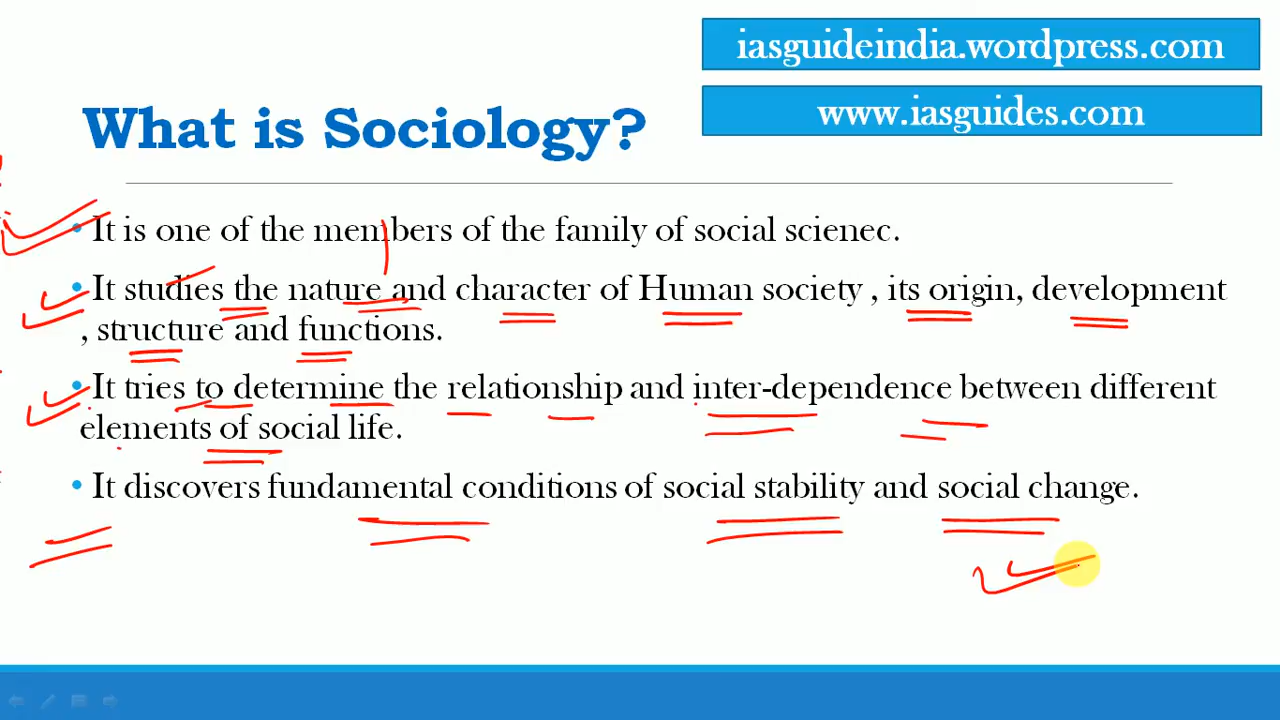 iasguideindia.wordpress.com
www.iasguides.com
What is Sociology?
• It is one of the members of the family of social scienec.
• It studies the nature and character of Human society , its origin, development
, structure and functions.
• It tries to determine the relationship and inter-dependence between different
elements of social life.
• It discovers fundamental conditions of social stability and social change.